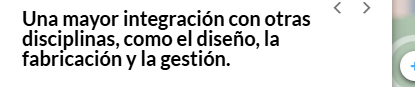 Una mayor integración con otras
disciplinas, como el diseño, la
fabricación y la gestión.